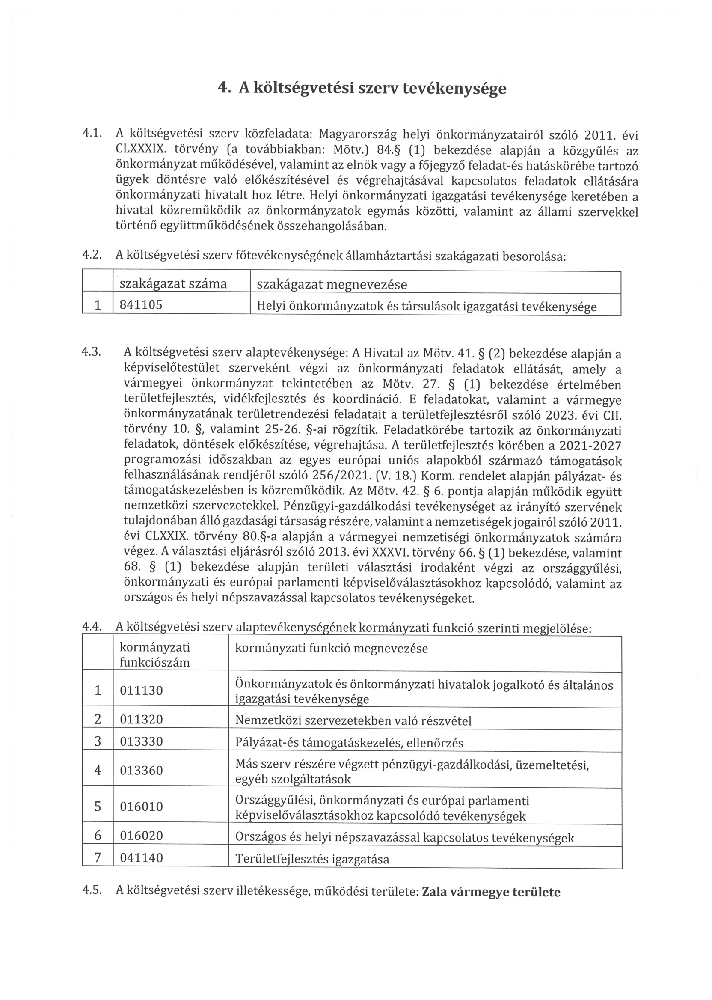 4. A költségvetési szerv tevékenysége
4.1. A költségvetési szerv közfeladata: Magyarország helyi önkormányzatairól szóló 2011. évi
CLXXXIX. törvény (a továbbiakban: Mötv.) 84.§ (1) bekezdése alapján a közgyűlés az
önkormányzat működésével, valamint az elnök vagy a főjegyző feladat-és hatáskörébe tartozó
ügyek döntésre való előkészítésével és végrehajtásával kapcsolatos feladatok ellátására
önkormányzati hivatalt hoz létre. Helyi önkormányzati igazgatási tevékenysége keretében a
hivatal közreműködik az önkormányzatok egymás közötti, valamint az állami szervekkel
történő együttműködésének összehangolásában.
4.2. A költségvetési szerv főtevékenységének államháztartási szakágazati besorolása:
szakágazat száma szakágazat megnevezése
1 841105 Helyi önkormányzatok és társulások igazgatási tevékenysége
4.3. A költségvetési szerv alaptevékenysége: A Hivatal az Mötv. 41. § (2) bekezdése alapján a
képviselőtestület szerveként végzi az önkormányzati feladatok ellátását, amely a
vármegyei önkormányzat tekintetében az Mötv. 27. § (1) bekezdése értelmében
területfejlesztés, vidékfejlesztés és koordináció. E feladatokat, valamint a vármegye
önkormányzatának területrendezési feladatait a területfejlesztésről szóló 2023. évi CII.
törvény 10. §, valamint 25-26. §-ai rögzítik. Feladatkörébe tartozik az önkormányzati
feladatok, döntések előkészítése, végrehajtása. A területfejlesztés körében a 2021-2027
programozási időszakban az egyes európai uniós alapokból származó támogatások
felhasználásának rendjéről szóló 256/2021. (V. 18.) Korm. rendelet alapján pályázat- és
támogatáskezelésben is közreműködik. Az Mötv. 42. § 6. pontja alapján működik együtt
nemzetközi szervezetekkel. Pénzügyi-gazdálkodási tevékenységet az irányító szervének
tulajdonában álló gazdasági társaság részére, valamint a nemzetiségek jogairól szóló 2011.
évi CLXXIX. törvény 80.§-a alapján a vármegyei nemzetiségi önkormányzatok számára
végez. A választási eljárásról szóló 2013. évi XXXVI. törvény 66. § (1) bekezdése, valamint
68. § (1) bekezdése alapján területi választási irodaként végzi az országgyűlési,
önkormányzati és európai parlamenti képviselőválasztásokhoz kapcsolódó, valamint az
országos és helyi népszavazással kapcsolatos tevékenységeket.
4.4. A költségvetési szerv alaptevékenységének kormányzati funkció szerinti megjelölése:
kormányzati kormányzati funkció megnevezése
funkciószám
Önkormányzatok és önkormányzati hivatalok jogalkotó és általános
1 011130
igazgatási tevékenysége
2 011320 Nemzetközi szervezetekben való részvétel
3 013330 Pályázat-és támogatáskezelés, ellenőrzés
Más szerv részére végzett pénzügyi-gazdálkodási, üzemeltetési,
4 013360
egyéb szolgáltatások
Országgyűlési, önkormányzati és európai parlamenti
5 016010
képviselőválasztásokhoz kapcsolódó tevékenységek
6 016020 Országos és helyi népszavazással kapcsolatos tevékenységek
7 041140 Területfejlesztés igazgatása
4.5. A költségvetési szerv illetékessége, működési területe: Zala vármegye területe